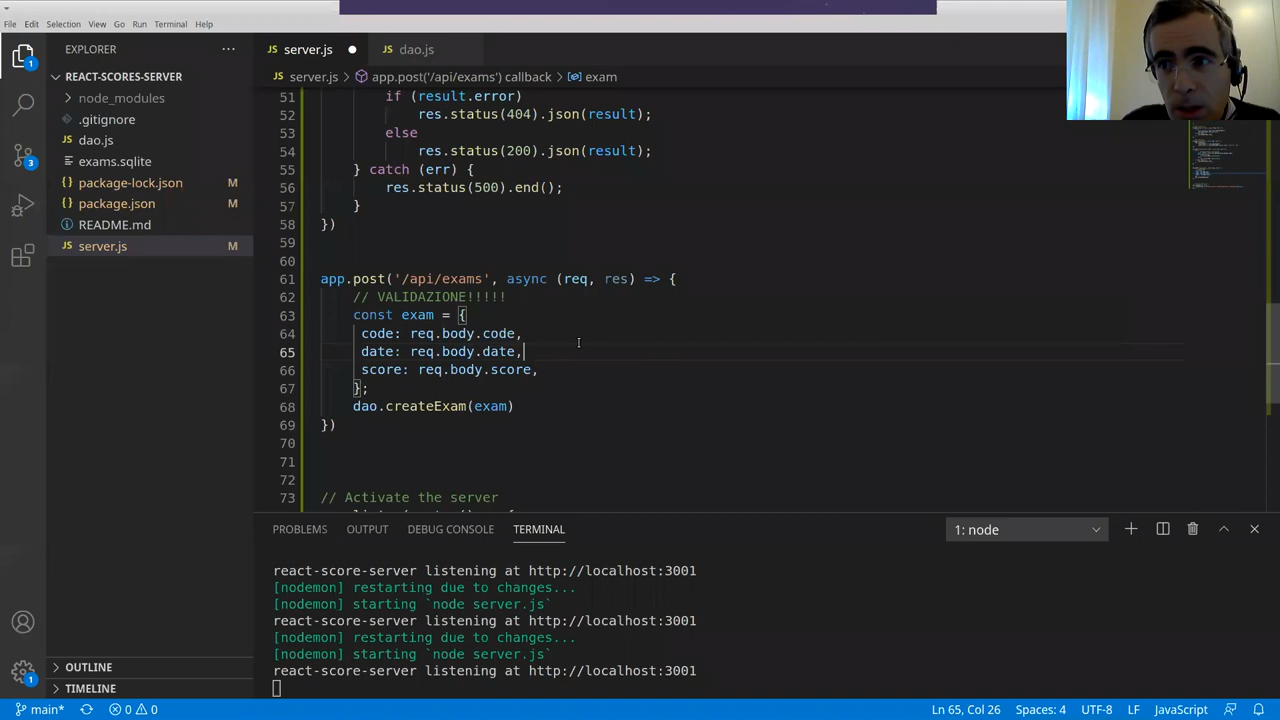 File Edit Selection View Go Run Terminal Help
EXPLORER
server.js
dao.js
REACT-SCORES-SERVER
server.js > app.post('/api/exams') callback > exam
node_modules
.gitignore
dao.js
exams.sqlite
package-lock.json M
package.json M
README.md
server.js M
51 if (result.error)
52 res.status(404).json(result);
53 else
54 res.status(200).json(result);
55 } catch (err) {
56 res.status(500).end();
57 }
58 })
59
60
61 app.post('/api/exams', async (req, res) => {
62 // VALIDAZIONE!!!!!
63 const exam = {
64 code: req.body.code,
65 date: req.body.date,
66 score: req.body.score,
67 };
68 dao.createExam(exam)
69 })
70
71
72
73 // Activate the server
PROBLEMS OUTPUT DEBUG CONSOLE TERMINAL 1: node
react-score-server listening at http://localhost:3001
[nodemon] restarting due to changes...
[nodemon] starting `node server.js`
react-score-server listening at http://localhost:3001
[nodemon] restarting due to changes...
[nodemon] starting `node server.js`
react-score-server listening at http://localhost:3001
OUTLINE
TIMELINE
main* 0 0 Ln 65, Col 26 Spaces: 4 UTF-8 LF JavaScript